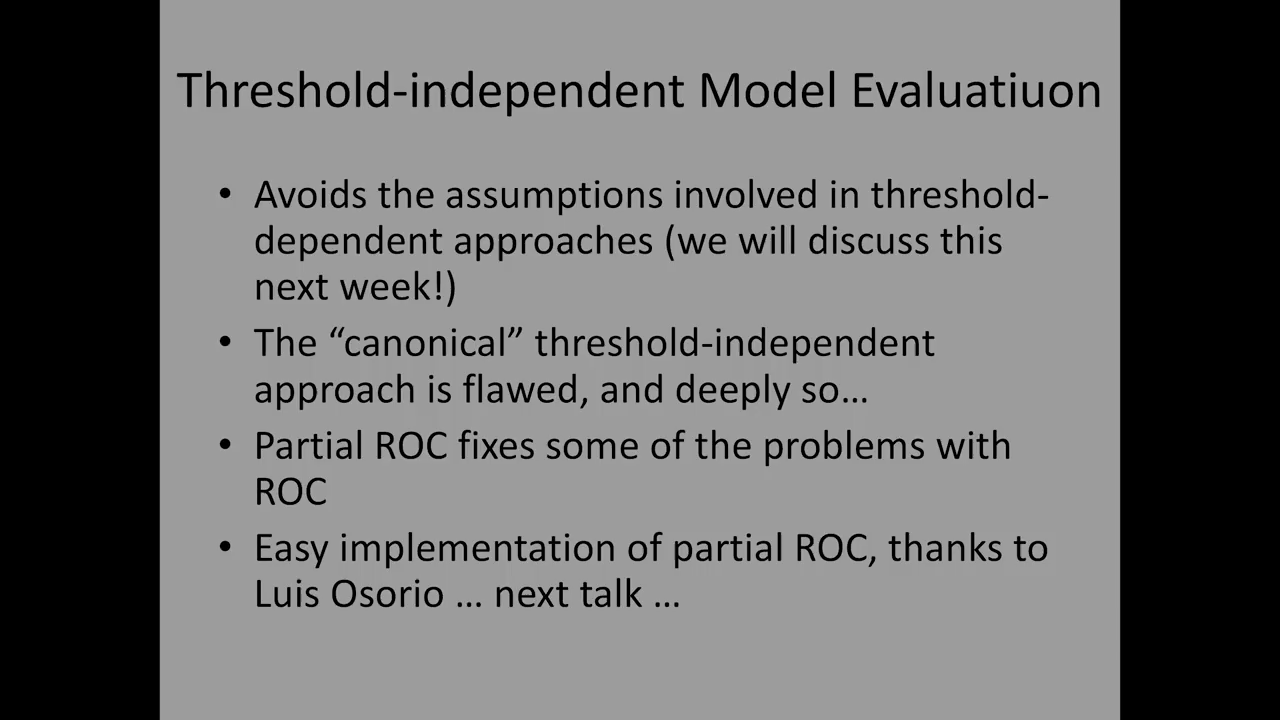 Threshold-independent Model Evaluatiuon
• Avoids the assumptions involved in threshold-
dependent approaches (we will discuss this
next week!)
• The “canonical” threshold-independent
approach is flawed, and deeply so…
• Partial ROC fixes some of the problems with
ROC
• Easy implementation of partial ROC, thanks to
Luis Osorio … next talk …